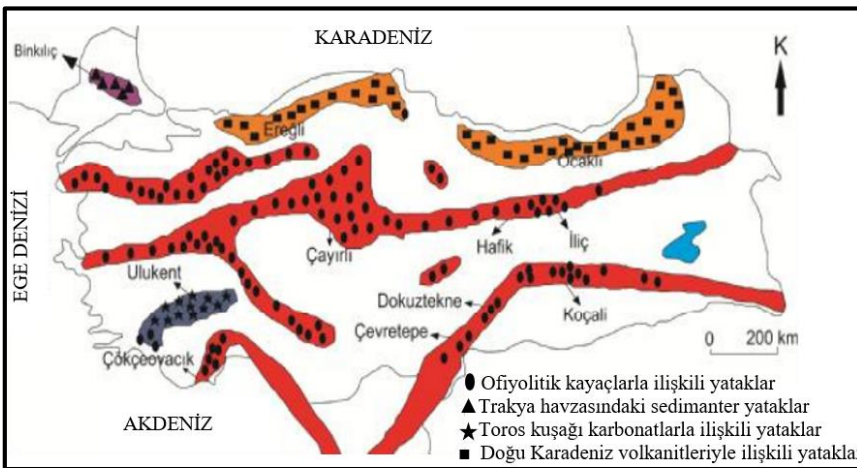 KARADENİZ
Binkılıç
K
Ereğli
Ocaklı
EGE DENİZİ
Ulukent
Çayırlı
Hafik
İliç
Dokuztekne
Koçali
Çevretepe
0 200 km
Çökçeovacık
AKDENİZ
Ofiyolitik kayaçlarla ilişkili yataklar
Trakya havzasındaki sedimanter yataklar
Toros kuşağı karbonatlarla ilişkili yataklar
Doğu Karadeniz volkanitleriyle ilişkili yatakla